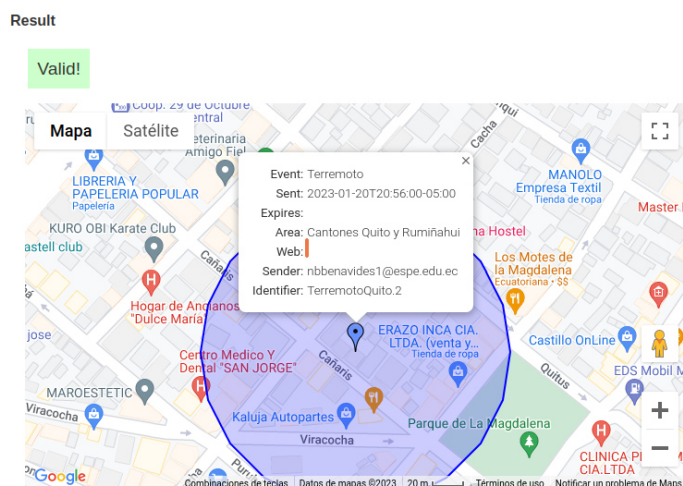 Result
Valid!
Coop. 29 de Octubre
Mapa
Satélite
Amigo
LIBRERIA Y
PAPELERIA POPULAR
Papelería
KURO OBI Karate Club
Hogar de Ancianos
"Dulce María"
jose
Centro Medico Y
Dental "SAN JORGE"
MAROESTETIC
Viracocha
Kaluja Autopartes
Viracocha
Cañaris
Cañaris
Event: Terremoto
Sent: 2023-01-20T20:56:00-05:00
Expires:
Area: Cantones Quito y Rumiñahui
Web:
Sender: nbbenavides1@espe.edu.ec
Identifier: TerremotoQuito.2
ERAZO INCA CIA.
LTDA. (venta y...
Tienda de ropa
Cacha
MANOLO
Empresa Textil
Tienda de ropa
Master
Hostel
Los Motes de
la Magdalena
Ecuatoriana • $$
Castillo OnLine
EDS Mobil
Quitus
Parque de La Magdalena
CLINICA
CIA.LTDA
Google
Combinaciones de teclas
Datos de mapas ©2023
20 m
Términos de uso
Notificar un problema de Maps